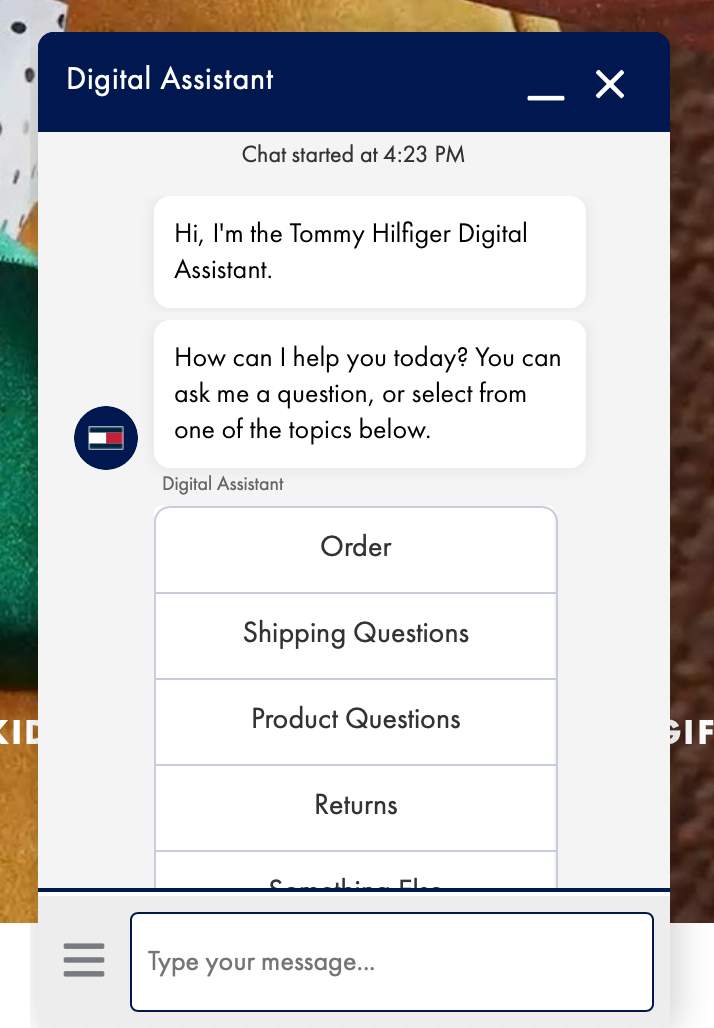 Digital Assistant
Chat started at 4:23 PM
Hi, I'm the Tommy Hilfiger Digital
Assistant.
How can I help you today? You can
ask me a question, or select from
one of the topics below.
Digital Assistant
Order
Shipping Questions
Product Questions
Returns
Something Else
KID
GIF
Type your message...